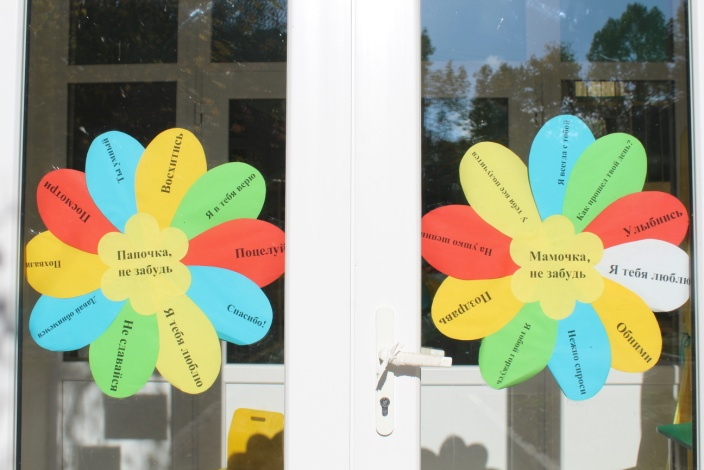 Папочка,
не забудь
Восхитись
Я в тебя верю
Поцелуй
Спасибо!
Я тебя люблю
Не сдавайся
Давай обнимемся
Похвали
Посмотри
Ты умный
Мамочка,
не забудь
Я всегда с тобой
Как прошел твой день?
Улыбнись
Я тебя люблю
Обними
Нежно спроси
Я тобой горжусь
Поздравь
На ушко шепни
У тебя все получится